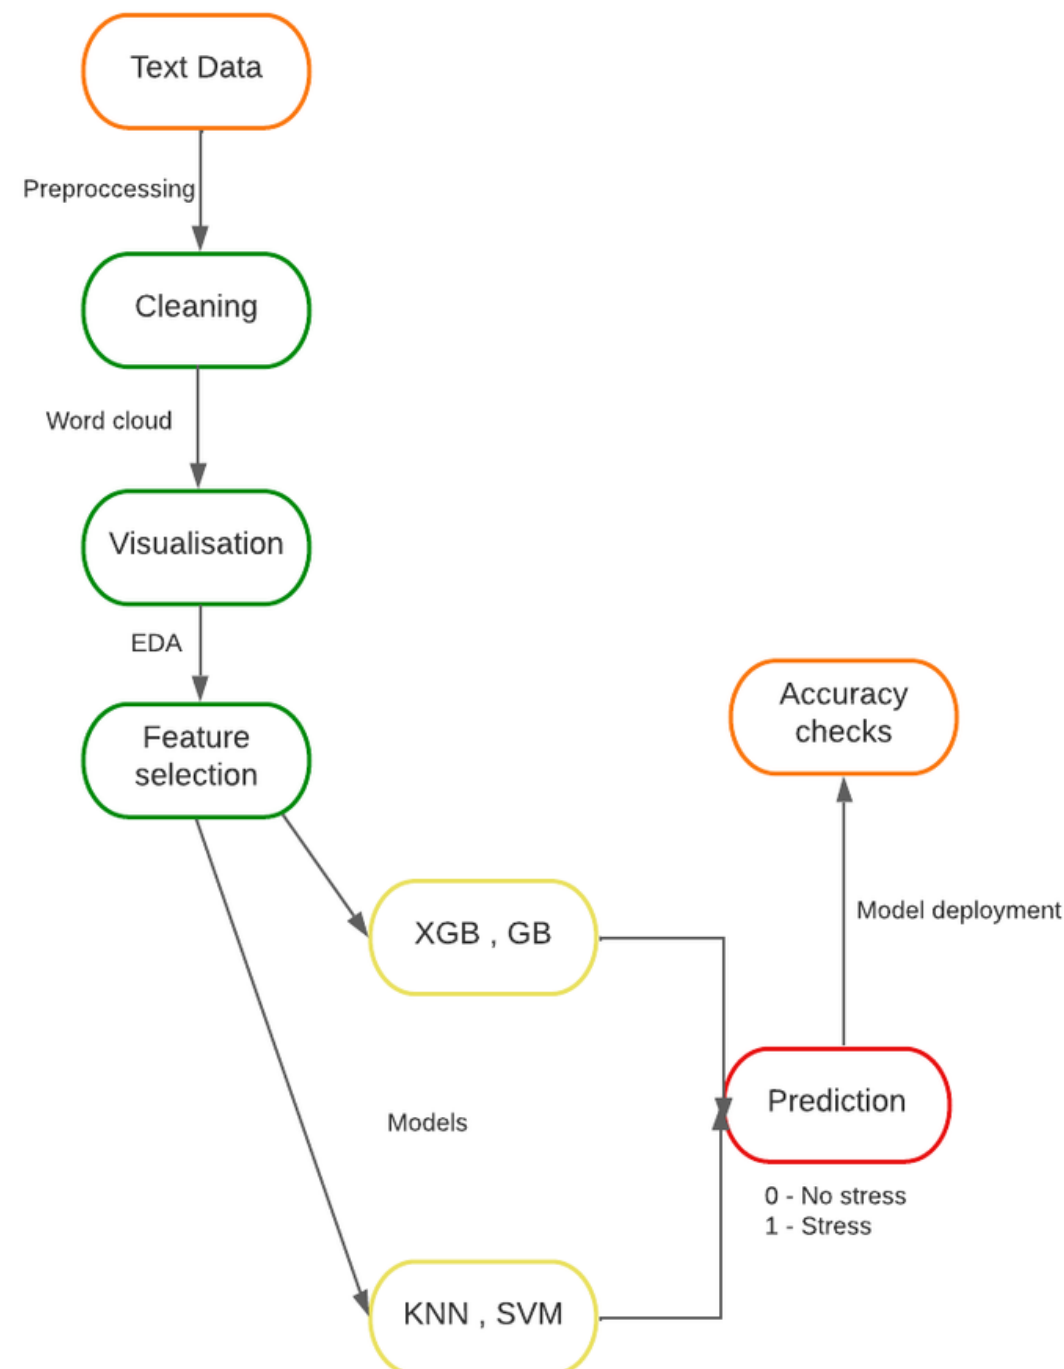 Text Data
Preproccessing
Cleaning
Word cloud
Visualisation
EDA
Feature
selection
Accuracy
checks
Model deployment
XGB , GB
Models
Prediction
0 - No stress
1 - Stress
KNN , SVM